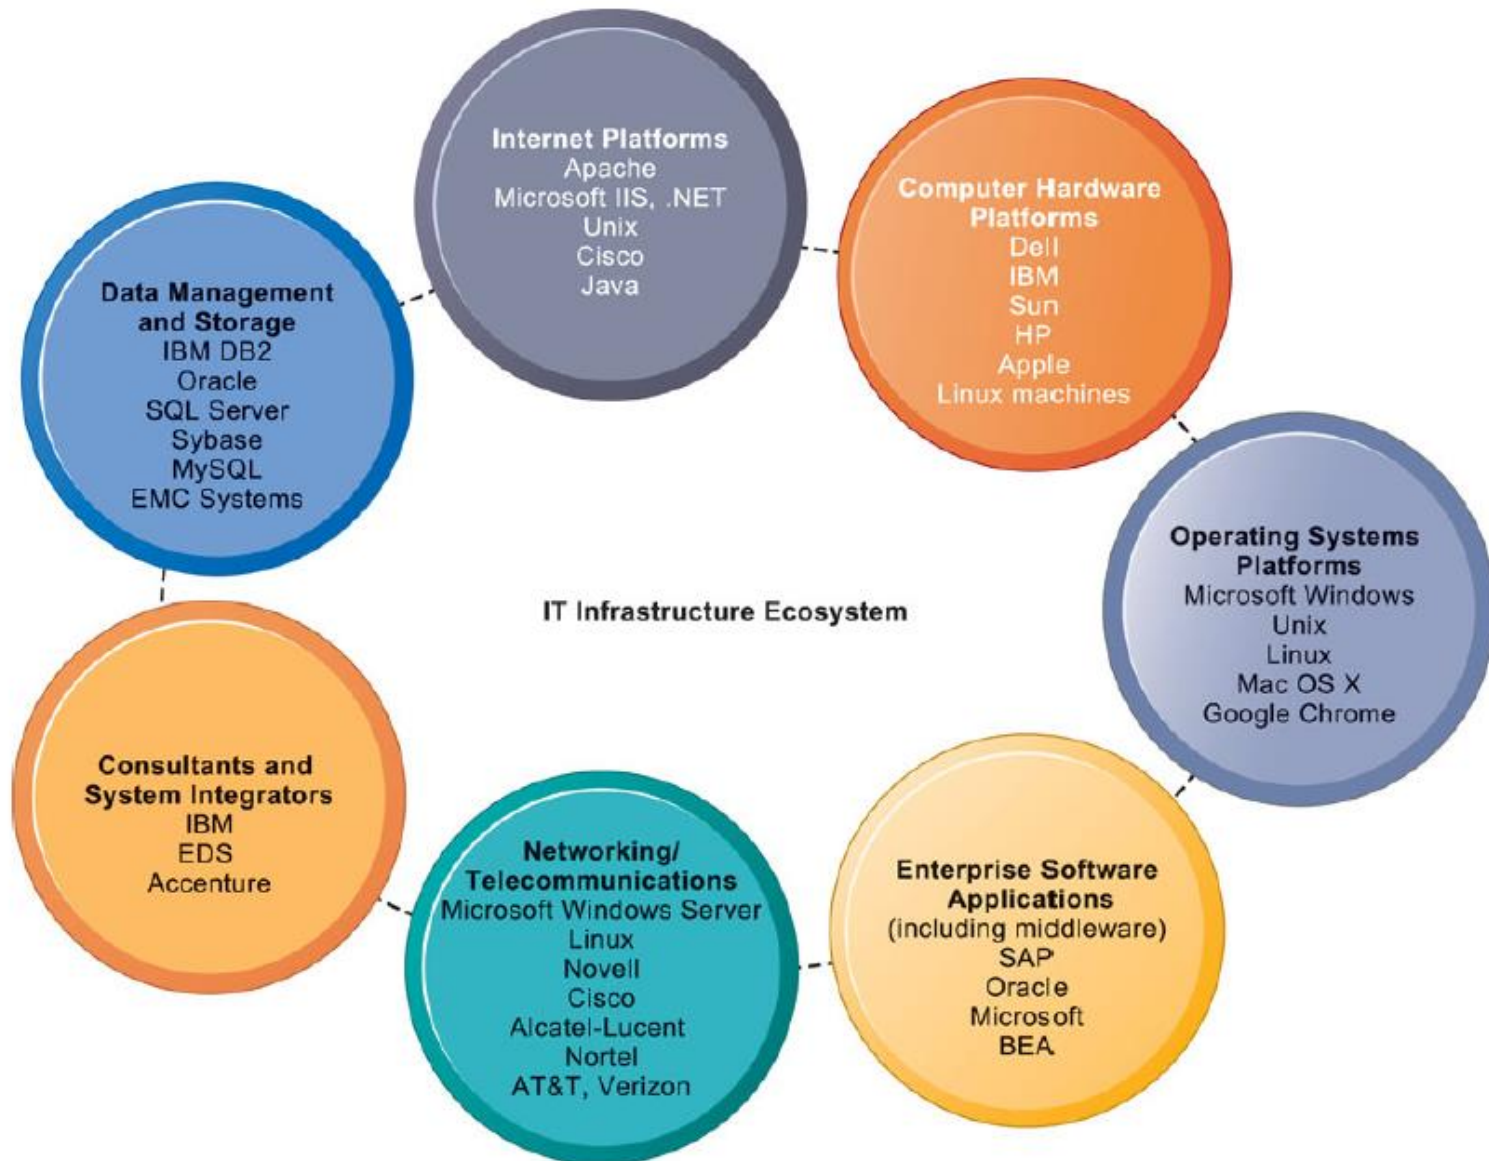 Internet Platforms
Apache
Microsoft IIS, .NET
Unix
Cisco
Java
Computer Hardware
Platforms
Dell
IBM
Sun
HP
Apple
Linux machines
Data Management
and Storage
IBM DB2
Oracle
SQL Server
Sybase
MySQL
EMC Systems
Operating Systems
Platforms
Microsoft Windows
Unix
Linux
Mac OS X
Google Chrome
IT Infrastructure Ecosystem
Consultants and
System Integrators
IBM
EDS
Accenture
Networking/
Telecommunications
Microsoft Windows Server
Linux
Novell
Cisco
Alcatel-Lucent
Nortel
AT&T, Verizon
Enterprise Software
Applications
(including middleware)
SAP
Oracle
Microsoft
BEA